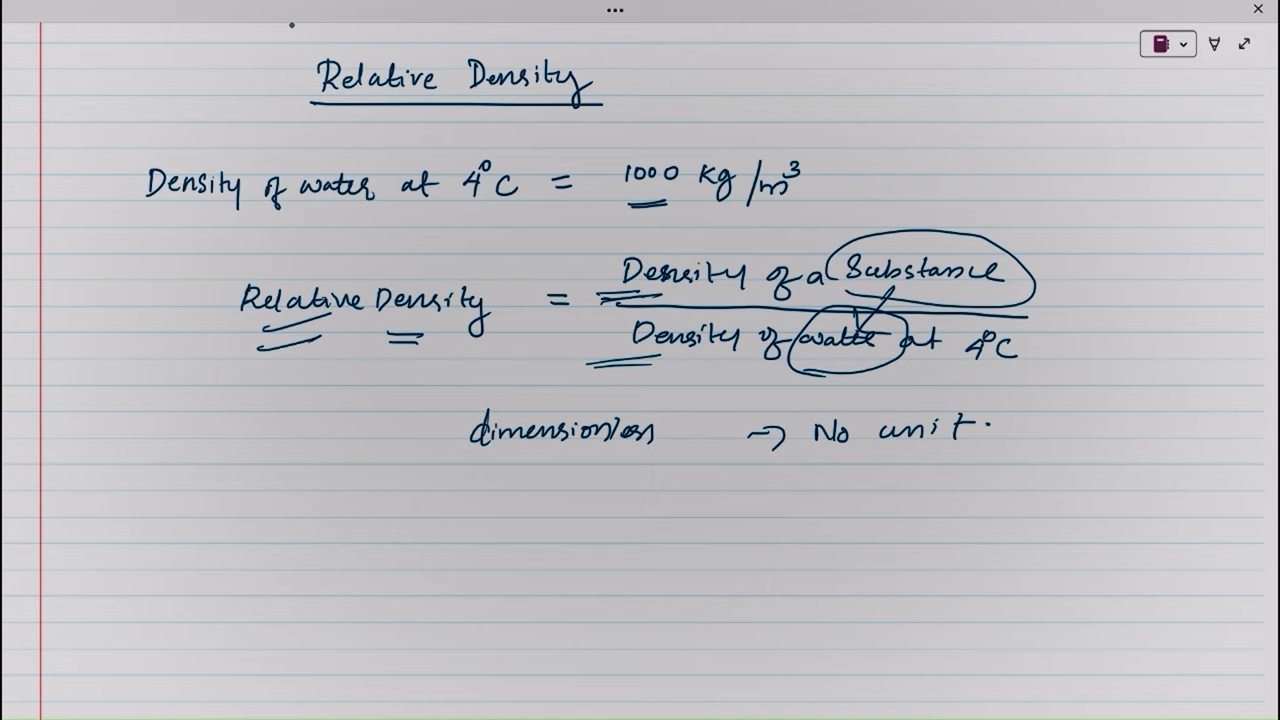 Relative Density
Density of water at 4°C = 1000 kg/m³
Relative Density = Density of a Substance
Density of water at 4°C
dimensionless → No unit.